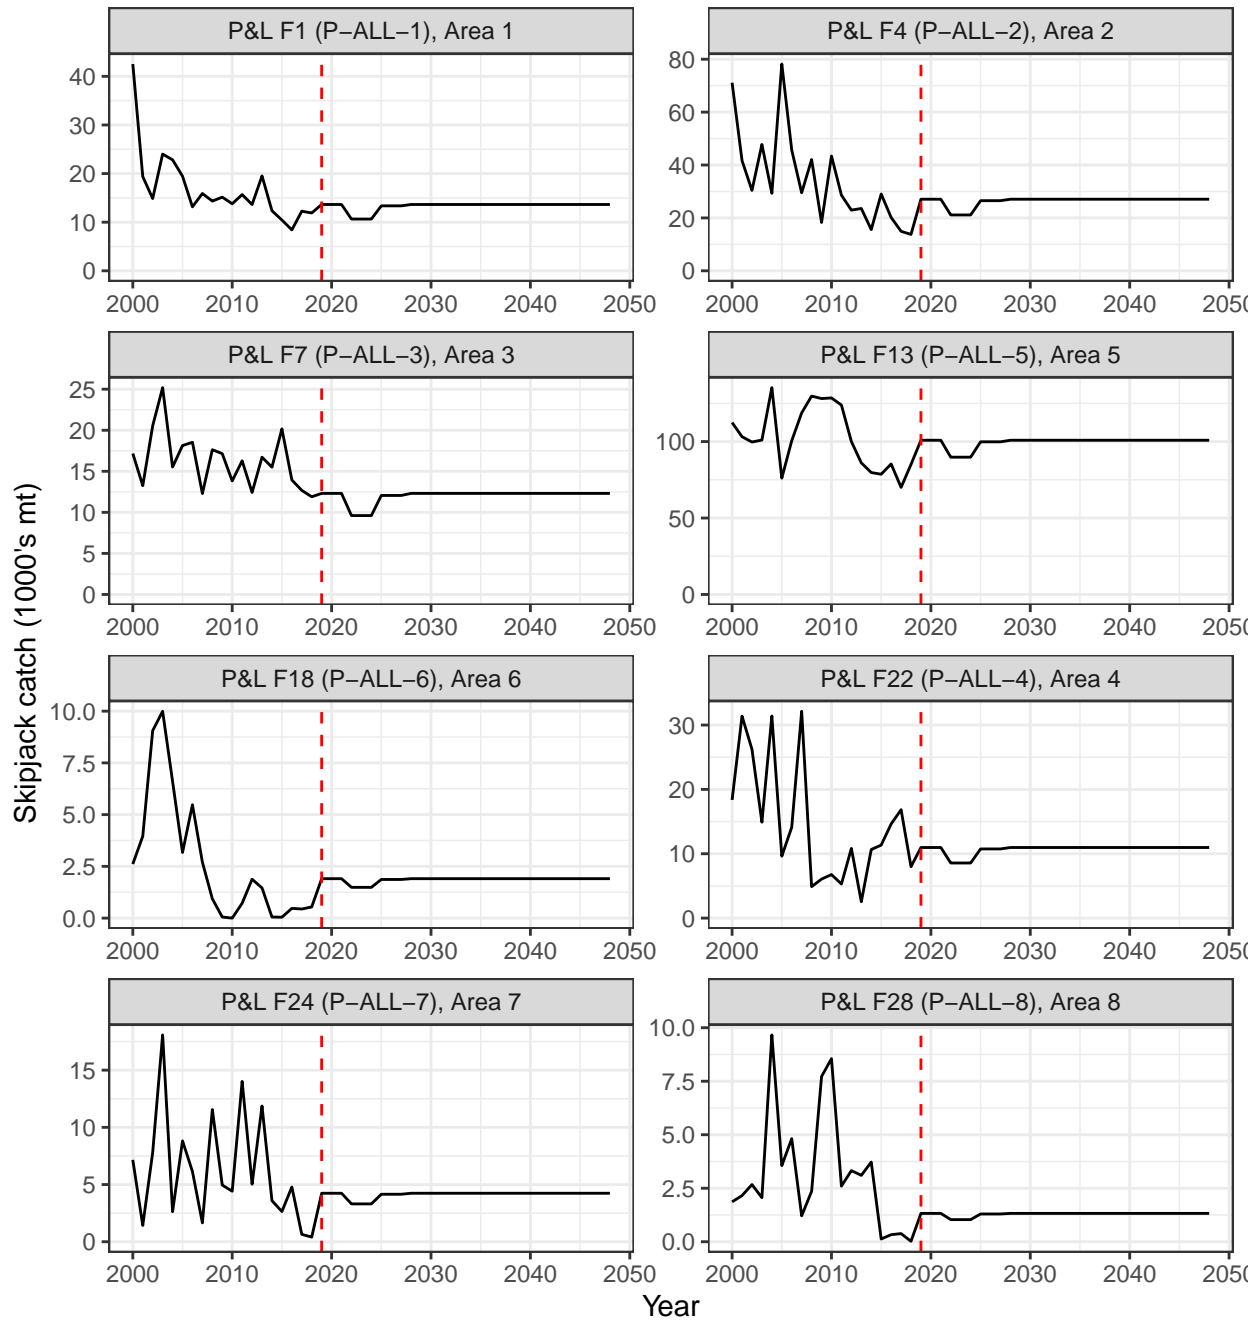 P&L F1 (P−ALL−1), Area 1
40
30
20
10
0
2000 2010 2020 2030 2040 2050
P&L F4 (P−ALL−2), Area 2
80
60
40
20
0
2000 2010 2020 2030 2040 2050
P&L F7 (P−ALL−3), Area 3
25
20
15
10
5
0
2000 2010 2020 2030 2040 2050
P&L F13 (P−ALL−5), Area 5
100
50
0
2000 2010 2020 2030 2040 2050
P&L F18 (P−ALL−6), Area 6
10.0
7.5
5.0
2.5
0.0
2000 2010 2020 2030 2040 2050
P&L F22 (P−ALL−4), Area 4
30
20
10
0
2000 2010 2020 2030 2040 2050
P&L F24 (P−ALL−7), Area 7
15
10
5
0
2000 2010 2020 2030 2040 2050
P&L F28 (P−ALL−8), Area 8
10.0
7.5
5.0
2.5
0.0
2000 2010 2020 2030 2040 2050
Skipjack catch (1000's mt)
Year